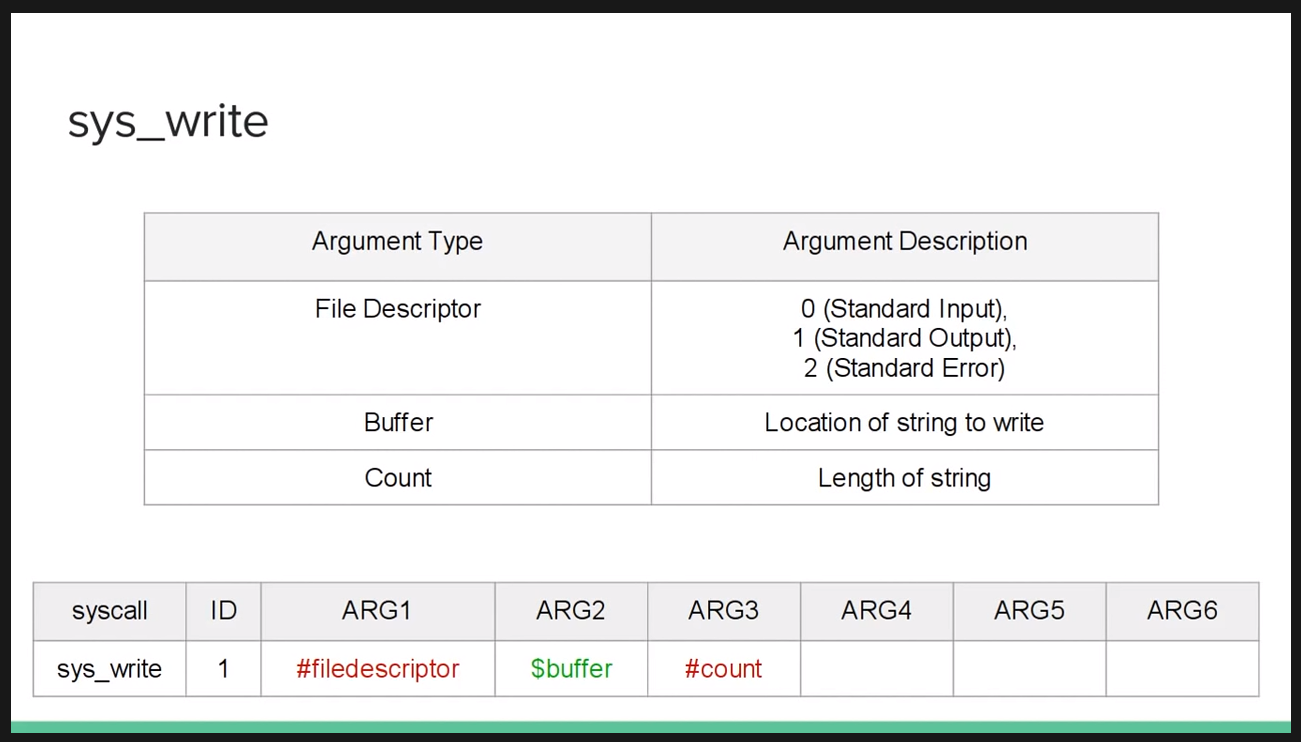 sys_write
Argument Type Argument Description
File Descriptor 0 (Standard Input),
1 (Standard Output),
2 (Standard Error)
Buffer Location of string to write
Count Length of string
syscall ID ARG1 ARG2 ARG3 ARG4 ARG5 ARG6
sys_write 1 #filedescriptor $buffer #count